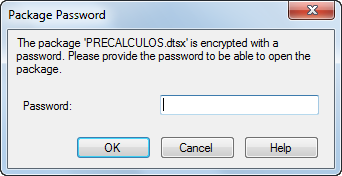 Package Password
The package 'PRECALCULOS.dtsx' is encrypted with a
password. Please provide the password to be able to open the
package.
Password:
OK Cancel Help